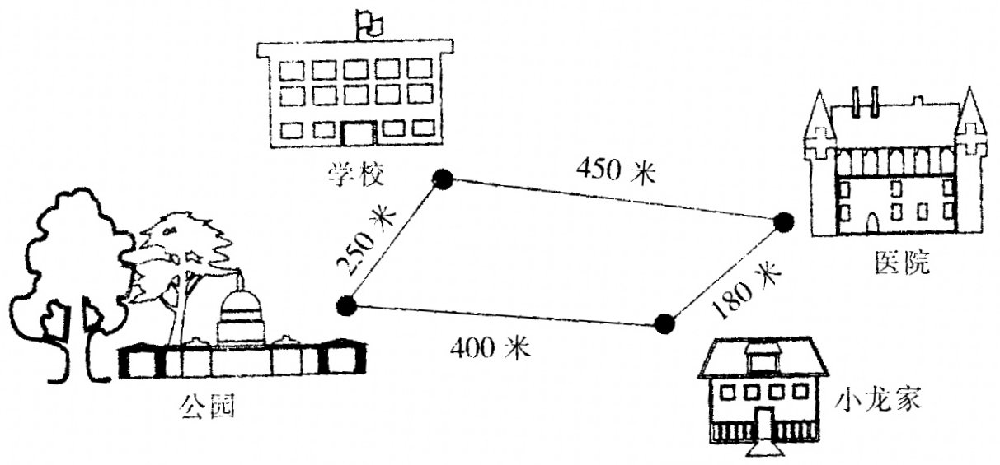 学校
450 米
250 米
医院
180 米
400 米
公园
小龙家